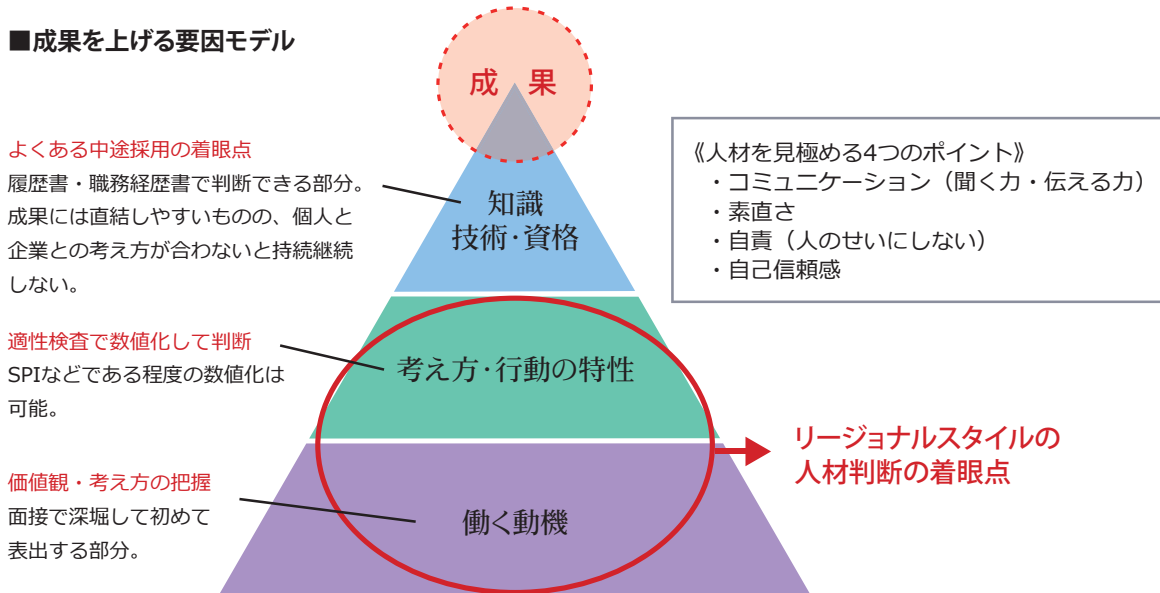 ■成果を上げる要因モデル
成 果
よくある中途採用の着眼点
履歴書・職務経歴書で判断できる部分。
成果には直結しやすいものの、個人と
企業との考え方が合わないと持続継続
しない。
知識
技術・資格
《人材を見極める4つのポイント》
・コミュニケーション（聞く力・伝える力）
・素直さ
・自責（人のせいにしない）
・自己信頼感
適性検査で数値化して判断
SPIなどである程度の数値化は
可能。
考え方・行動の特性
リージョナルスタイルの
人材判断の着眼点
価値観・考え方の把握
面接で深堀して初めて
表出する部分。
働く動機